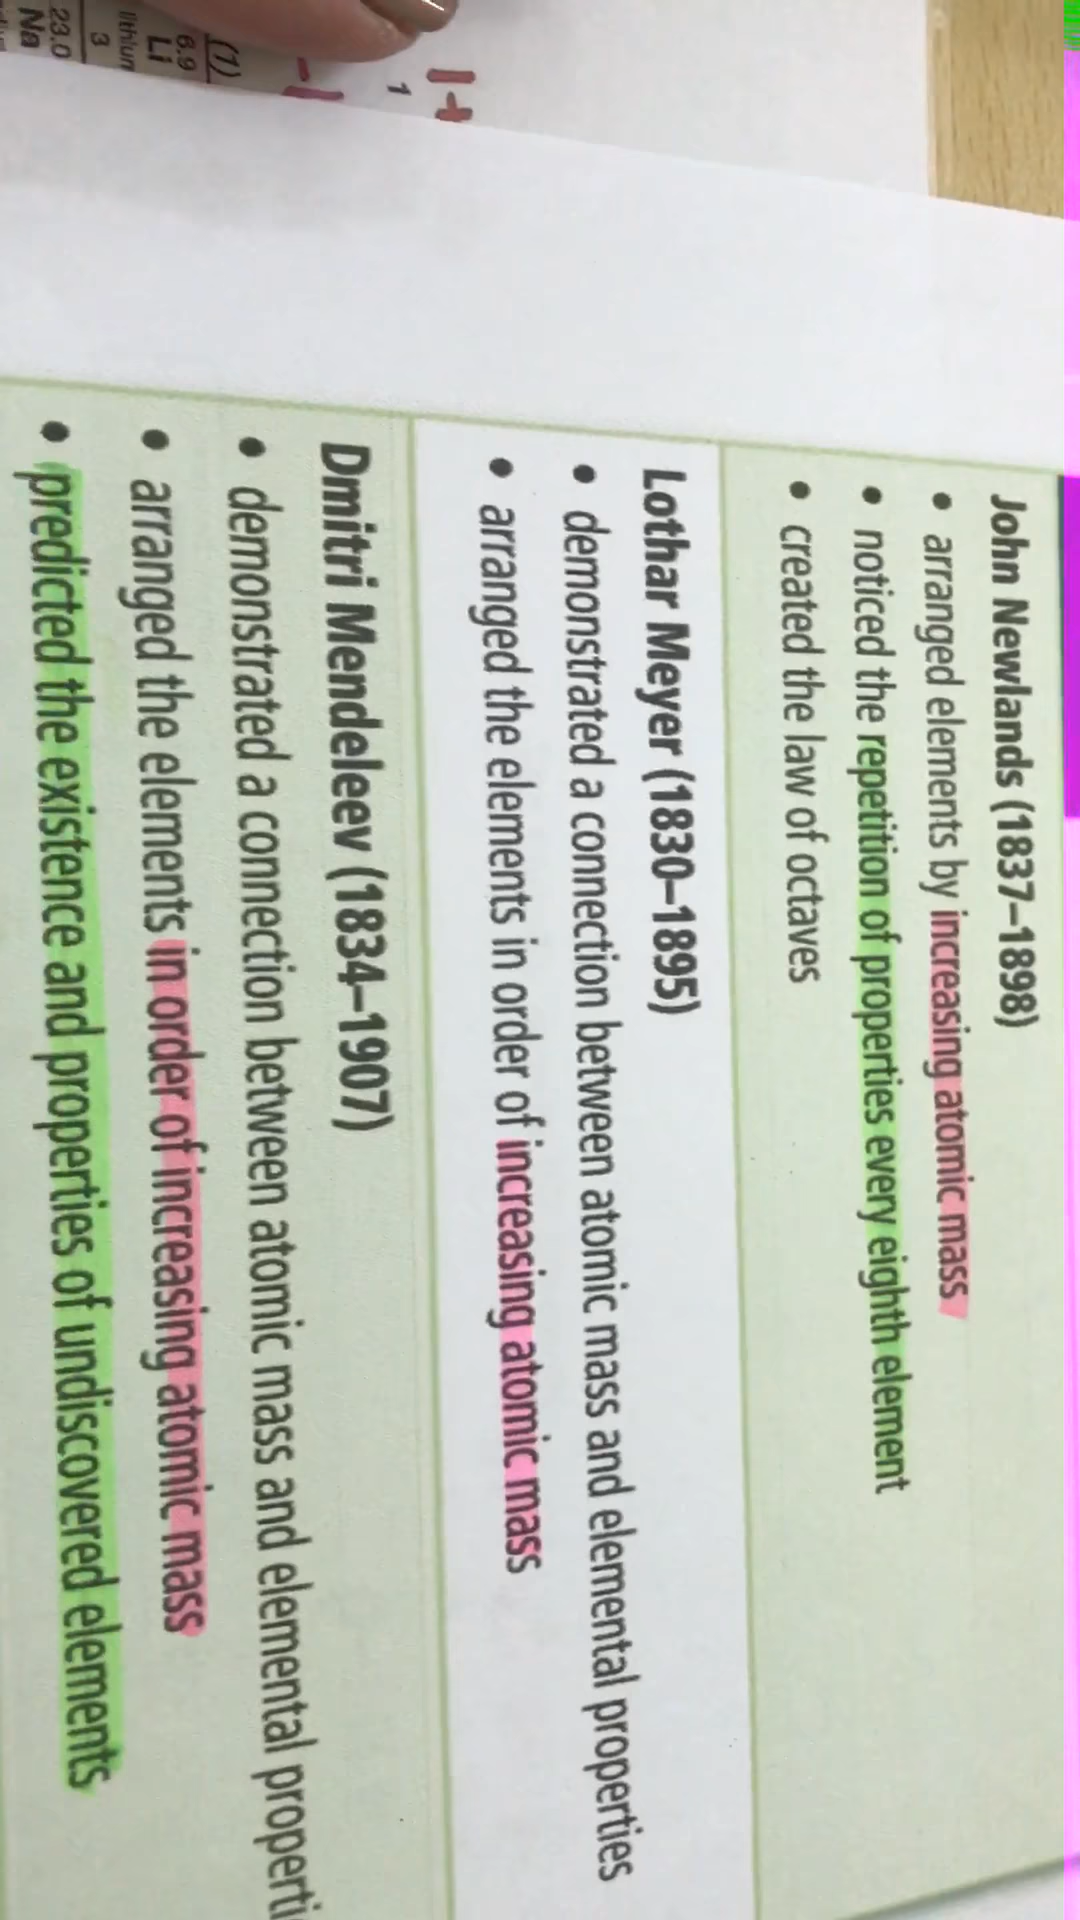 John Newlands (1837–1898)
• arranged elements by increasing atomic mass
• noticed the repetition of properties every eighth element
• created the law of octaves
Lothar Meyer (1830–1895)
• demonstrated a connection between atomic mass and elemental properties
• arranged the elements in order of increasing atomic mass
Dmitri Mendeleev (1834–1907)
• demonstrated a connection between atomic mass and elemental
• arranged the elements in order of increasing atomic mass
• predicted the existence and properties of undiscovered elements
1+
1
-1
(1)
6.9
Li
lithium
3
23.0
Na